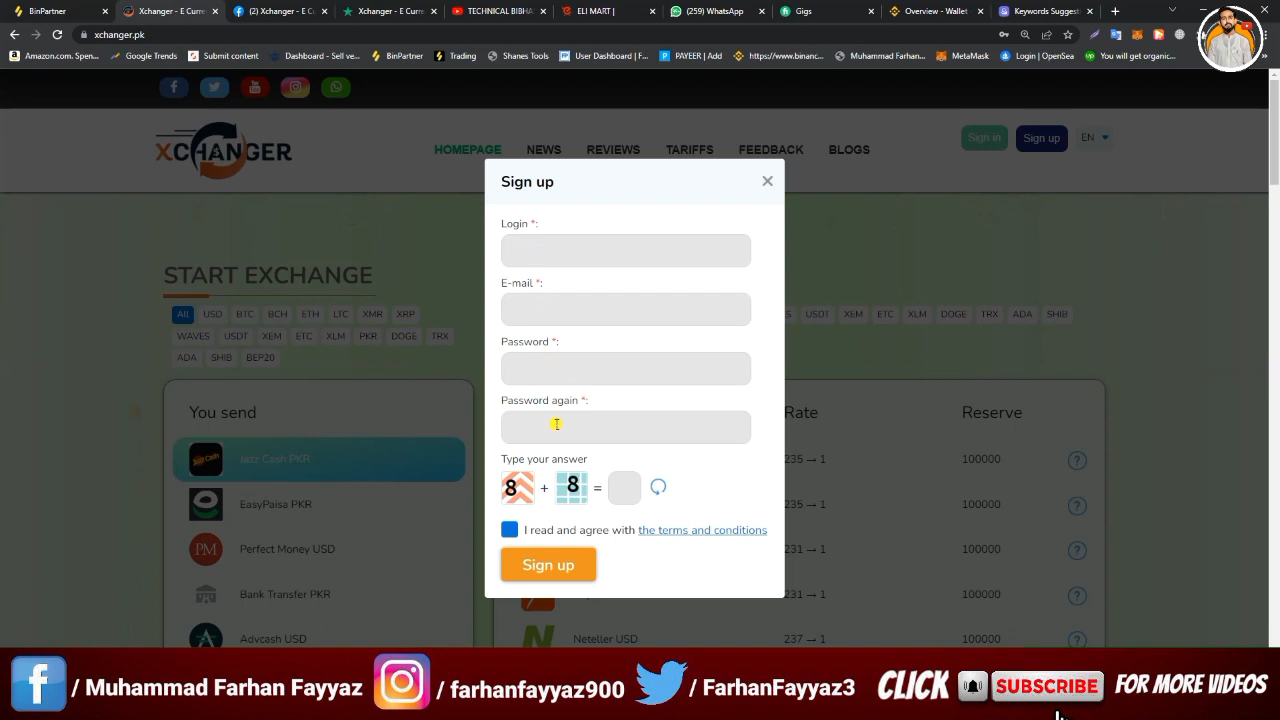 BinPartner
Xchanger - E Curre
(2) Xchanger - E Cu
Xchanger - E Curre
TECHNICAL BIBHA
ELI MART |
(259) WhatsApp
Gigs
Overview - Wallet
Keywords Suggest
xchanger.pk
Amazon.com. Spen...
Google Trends
Submit content
Dashboard - Sell ve...
BinPartner
Trading
Shanes Tools
User Dashboard | F...
PAYEER | Add
https://www.binanc...
Muhammad Farhan...
MetaMask
Login | OpenSea
You will get organic...
XCHANGER
HOMEPAGE
NEWS
REVIEWS
TARIFFS
FEEDBACK
BLOGS
Sign in
Sign up
EN
Sign up
Login *:
E-mail *:
Password *:
Password again *:
Type your answer
8 + 8 =
I read and agree with the terms and conditions
Sign up
START EXCHANGE
All USD BTC BCH ETH LTC XMR XRP
WAVES USDT XEM ETC XLM PKR DOGE TRX
ADA SHIB BEP20
ES USDT XEM ETC XLM DOGE TRX ADA SHIB
You send
Rate
Reserve
Jazz Cash PKR
235 → 1
100000
EasyPaisa PKR
235 → 1
100000
PM
Perfect Money USD
231 → 1
100000
Bank Transfer PKR
231 → 1
100000
Advcash USD
Neteller USD
237 → 1
100000
/ Muhammad Farhan Fayyaz
/ farhanfayyaz900
/ FarhanFayyaz3
CLICK
SUBSCRIBE
FOR MORE VIDEOS